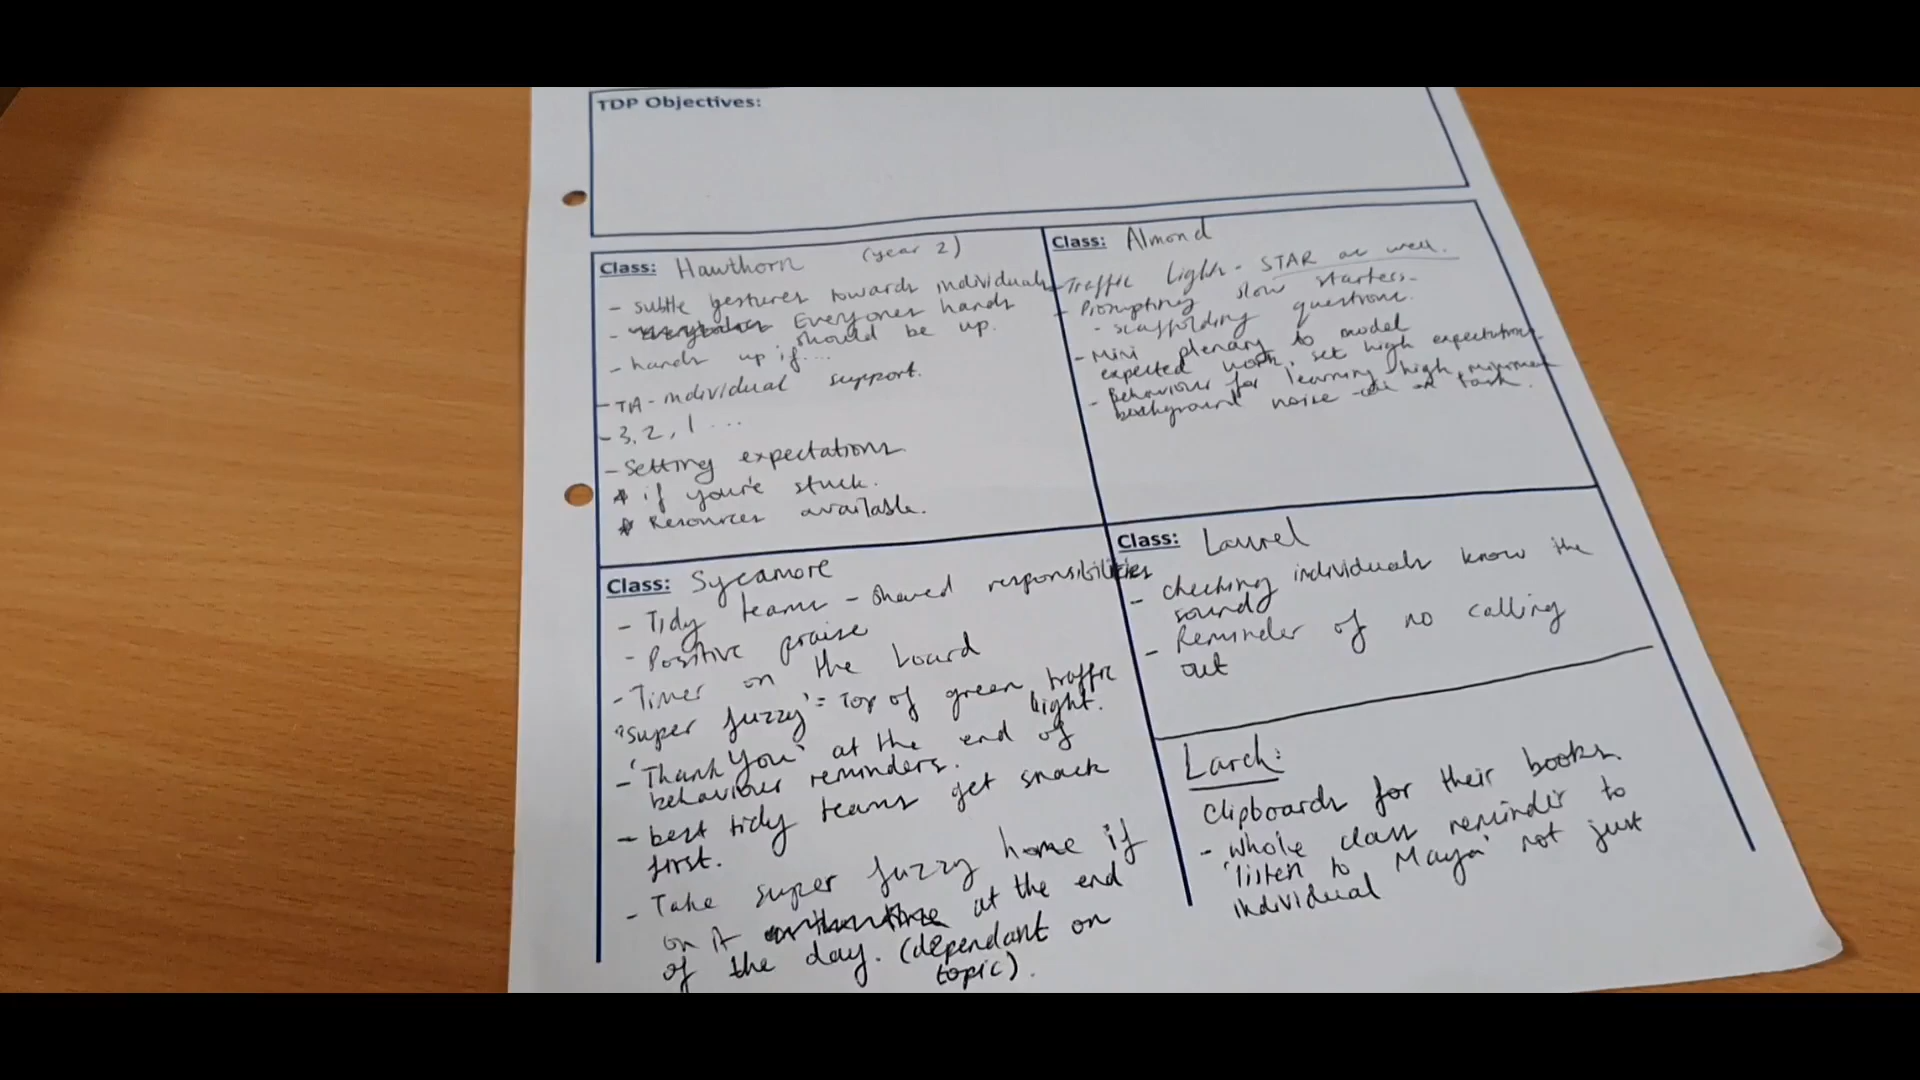 TDP Objectives:
Class: Hawthorn (year 2)
- subtle gestures towards individuals
- Everyones hands
should be up.
- hands up if....
- TA - individual support.
- 3, 2, 1 ...
- Setting expectations
* if you're stuck.
* Resources available.
Class: Almond
- Traffic Light - STAR as well.
- Prompting slow starters.
- scaffolding questions.
- Mini plenary to model
expected work, set high expectations.
- Behaviour for learning high, minimum
background noise - on task.
Class: Sycamore
- Tidy teams - shared responsibilities
- Positive praise
- Timer on the board
"super fuzzy" = Top of green traffic
light.
- 'Thank You' at the end of
behaviour reminders.
- best tidy teams get snack
first.
- Take super fuzzy home if
on it at the end
of the day. (dependant on
topic).
Class: Laurel
- checking individuals know the
sound
- Reminder of no calling
out
Larch:
Clipboards for their books.
- whole class reminder to
'listen to Maya' not just
individual